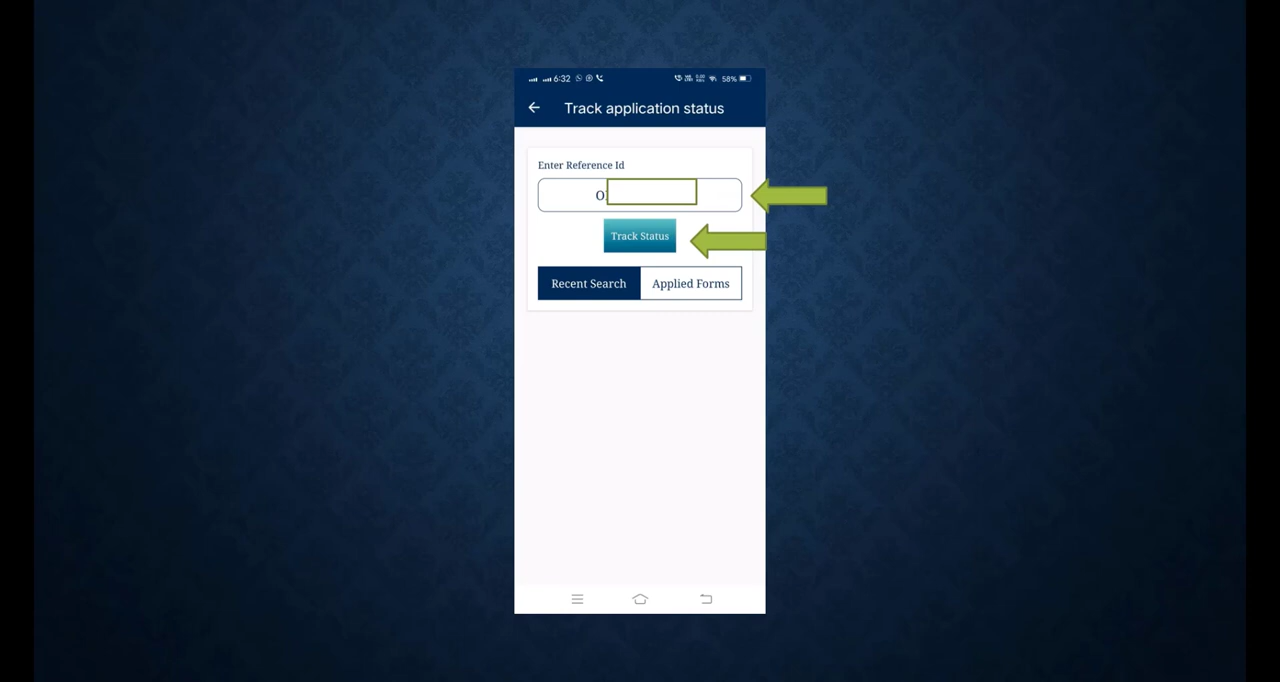 6:32 58%
Track application status
Enter Reference Id
Track Status
Recent Search Applied Forms